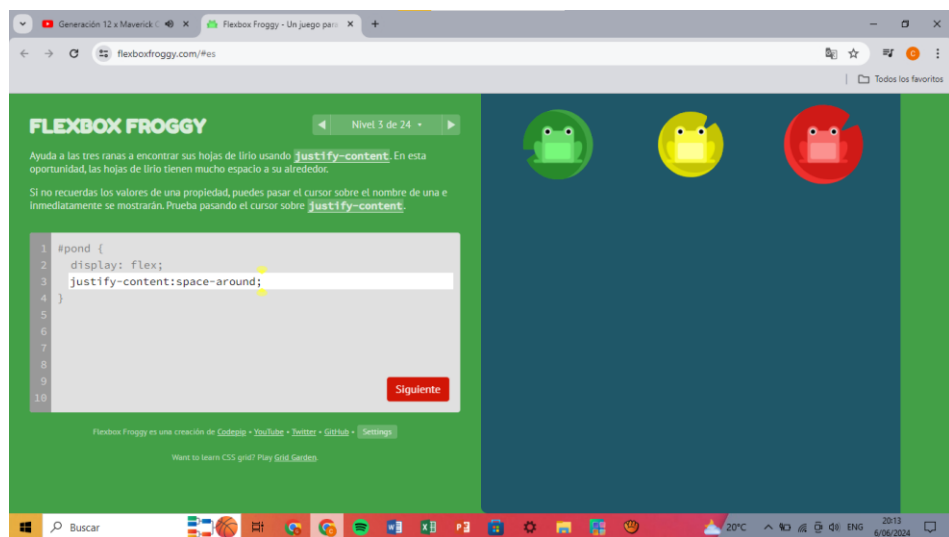 Generación 12 x Maverick C
Flexbox Froggy - Un juego para
flexboxfroggy.com/#es
Todos los favoritos
FLEXBOX FROGGY
Nivel 3 de 24
Ayuda a las tres ranas a encontrar sus hojas de lirio usando justify-content. En esta
oportunidad, las hojas de lirio tienen mucho espacio a su alrededor.
Si no recuerdas los valores de una propiedad, puedes pasar el cursor sobre el nombre de una e
inmediatamente se mostrarán. Prueba pasando el cursor sobre justify-content.
1 #pond {
2 display: flex;
3 justify-content:space-around;
4 }
5
6
7
8
9
10
Siguiente
Flexbox Froggy es una creación de Codepip • YouTube • Twitter • GitHub • Settings
Want to learn CSS grid? Play Grid Garden.
Buscar
20°C
ENG
20:13
6/06/2024